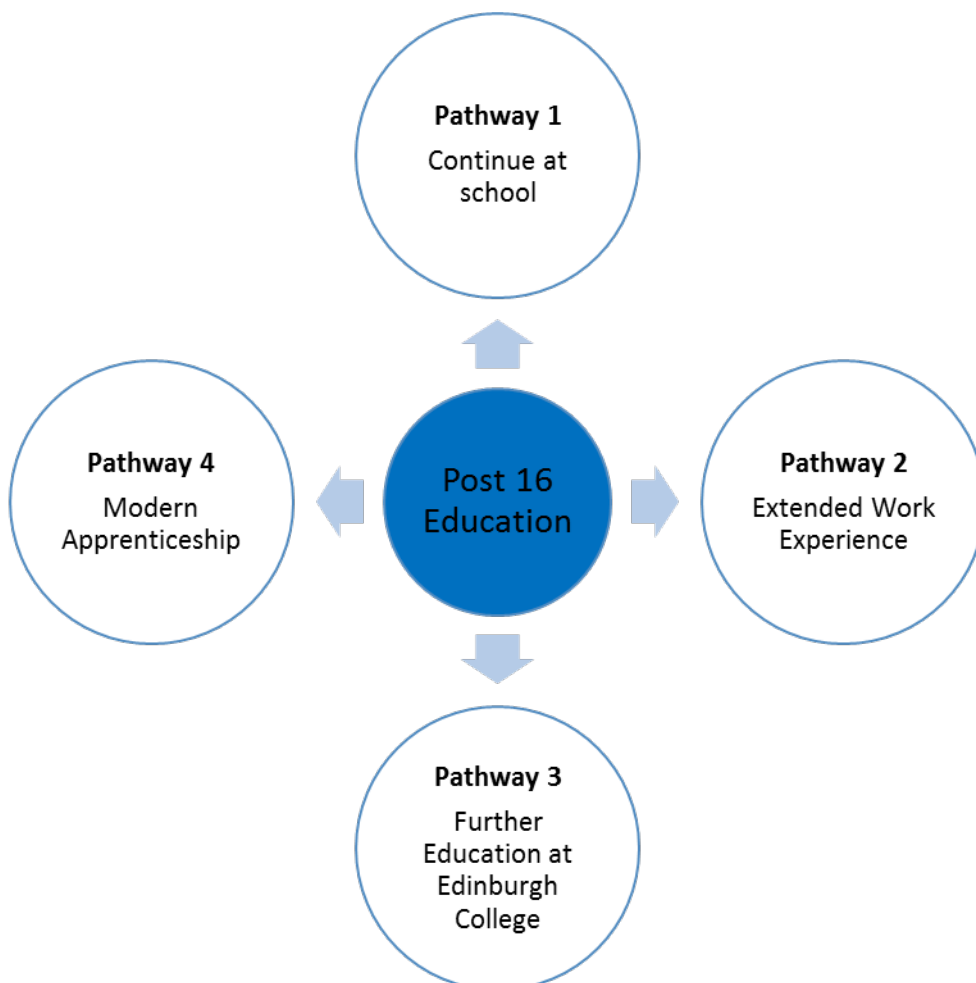 Pathway 1
Continue at
school
Pathway 4
Modern
Apprenticeship
Post 16
Education
Pathway 2
Extended Work
Experience
Pathway 3
Further
Education at
Edinburgh
College